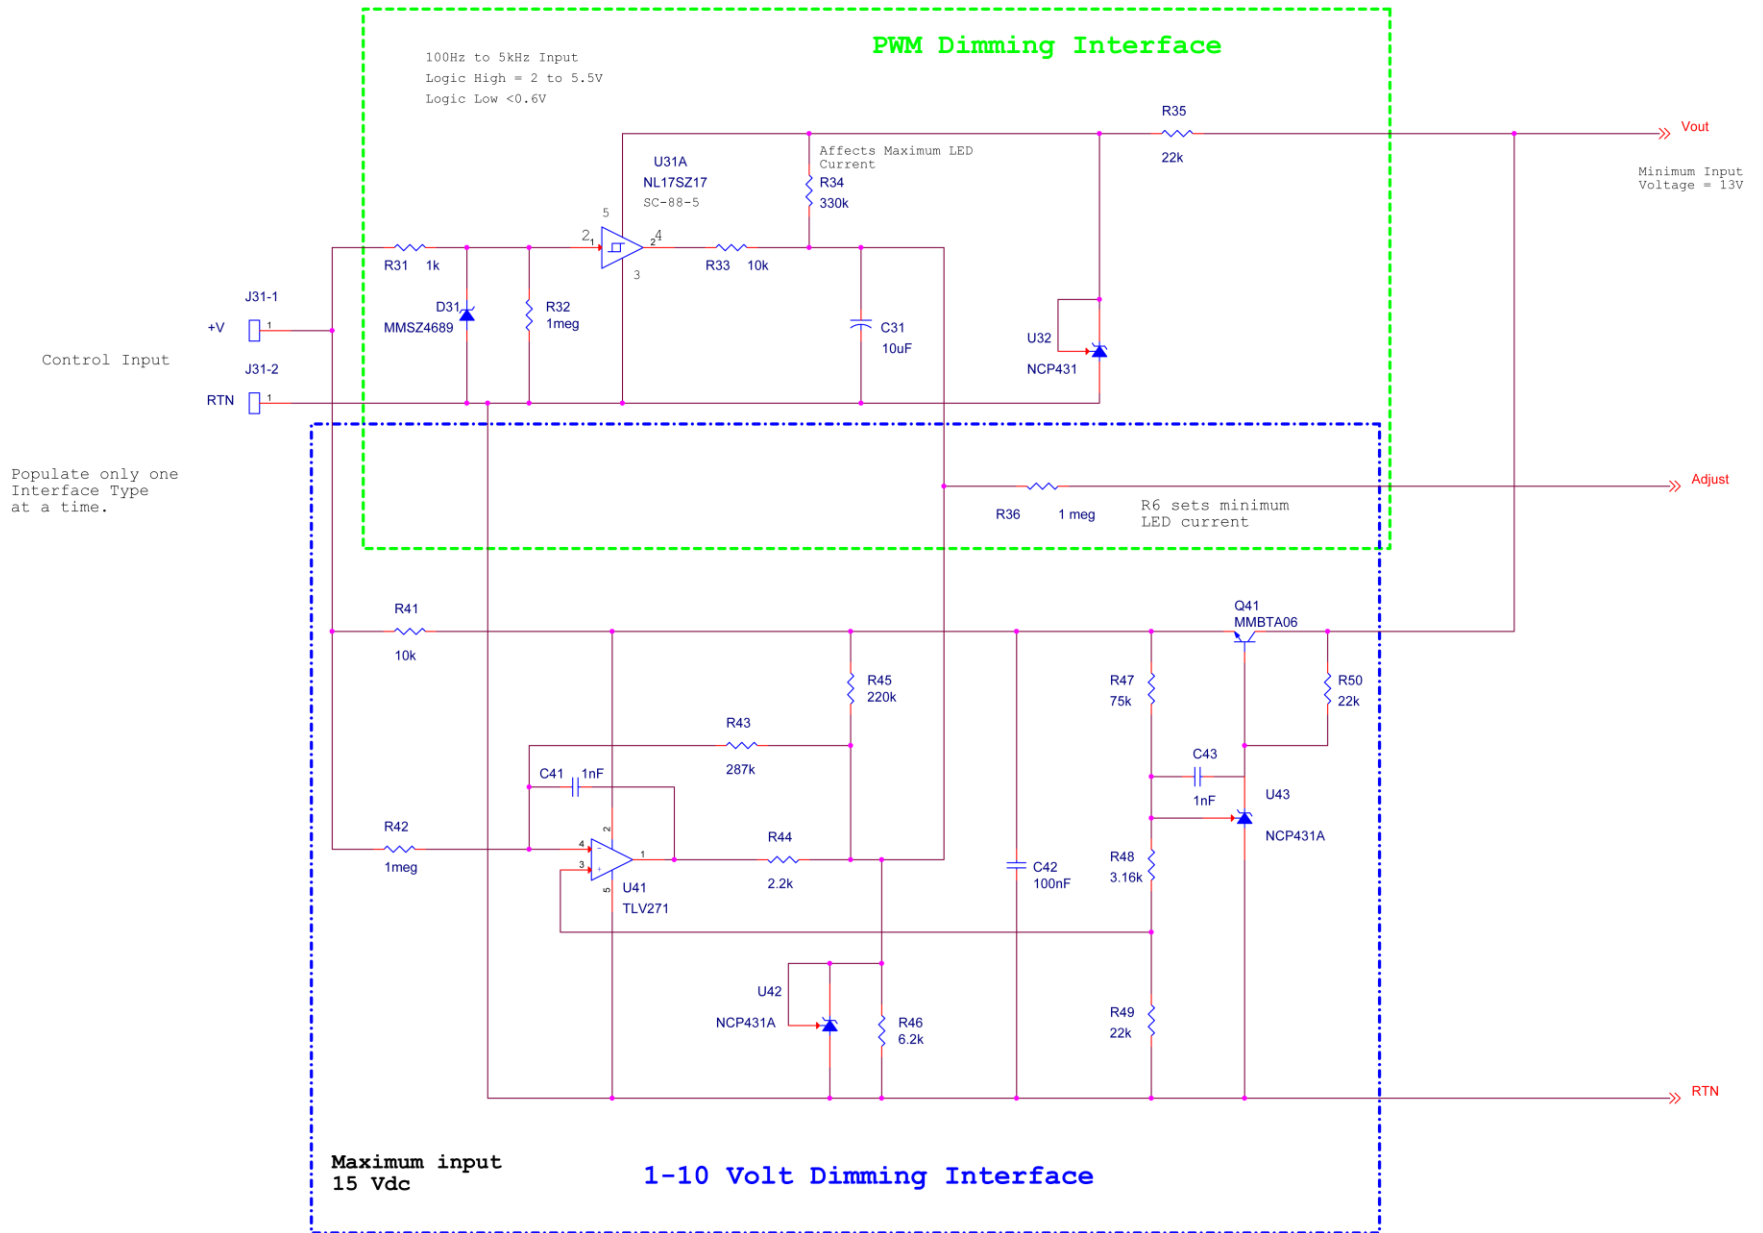 PWM Dimming Interface
100Hz to 5kHz Input
Logic High = 2 to 5.5V
Logic Low <0.6V
R35
22k
Vout
Minimum Input
Voltage = 13V
U31A
NL17SZ17
SC-88-5
Affects Maximum LED
Current
R34
330k
5
2
1
2
4
3
R31 1k
R33 10k
J31-1
+V
1
D31
MMSZ4689
R32
1meg
C31
10uF
U32
NCP431
Control Input
J31-2
RTN
1
Populate only one
Interface Type
at a time.
Adjust
R36 1 meg
R6 sets minimum
LED current
R41
10k
Q41
MMBTA06
R45
220k
R47
75k
R50
22k
R43
287k
C41 1nF
C43
1nF
U43
NCP431A
R42
1meg
2
4
3
1
5
-
+
U41
TLV271
R44
2.2k
C42
100nF
R48
3.16k
U42
NCP431A
R46
6.2k
R49
22k
RTN
Maximum input
15 Vdc
1-10 Volt Dimming Interface